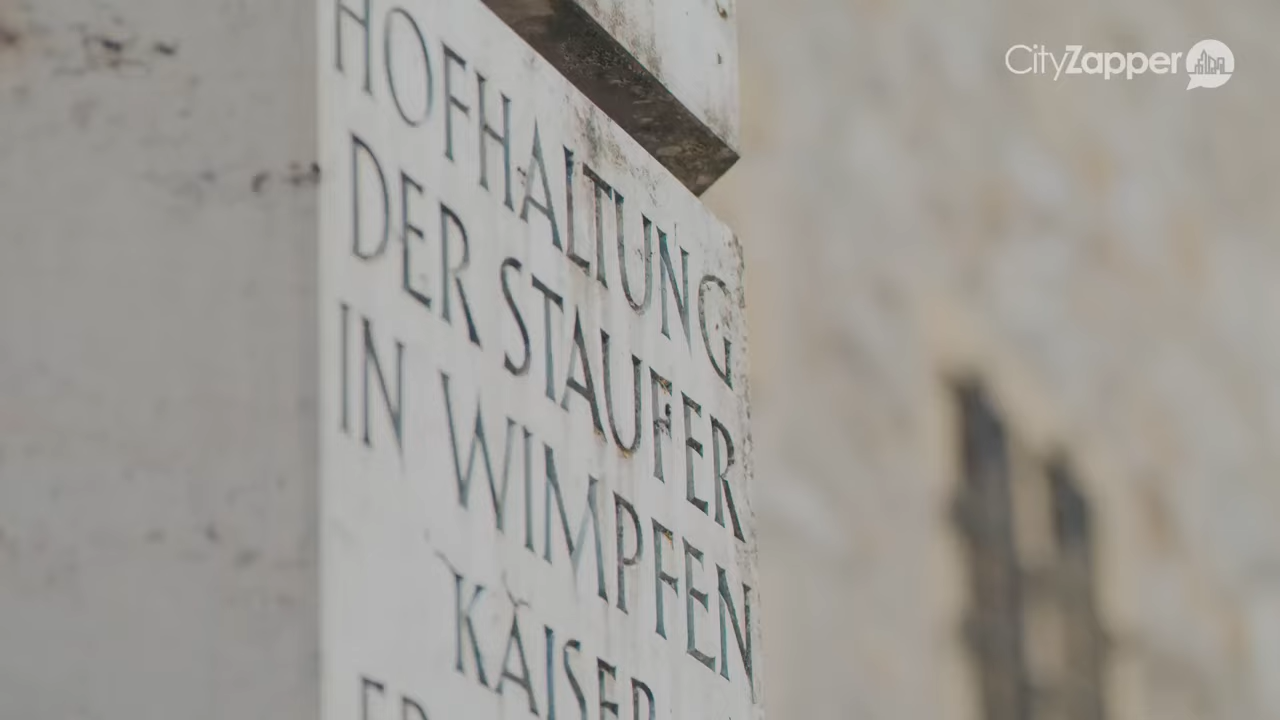 CityZapper
HOFHALTUNG
DER STAUFER
IN WIMPFEN
KAISER